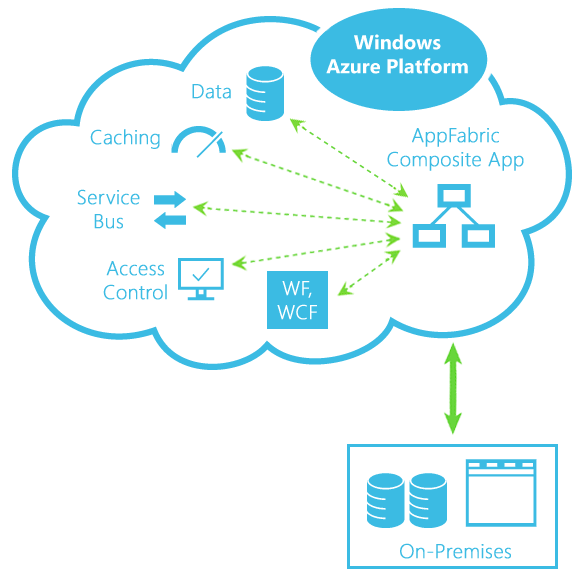 Windows
Azure Platform
Data
Caching
Service
Bus
Access
Control
WF,
WCF
AppFabric
Composite App
On-Premises